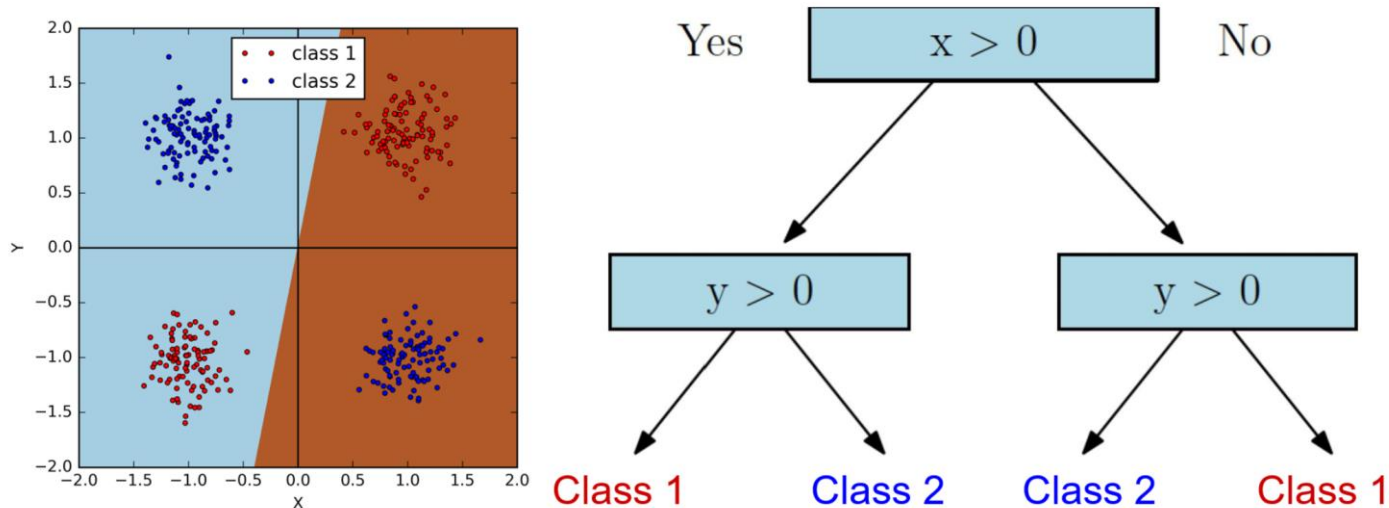 class 1
class 2
2.0
1.5
1.0
0.5
0.0
−0.5
−1.0
−1.5
−2.0
−2.0 −1.5 −1.0 −0.5 0.0 0.5 1.0 1.5 2.0
X
Y
Yes x > 0 No
y > 0 y > 0
Class 1 Class 2 Class 2 Class 1